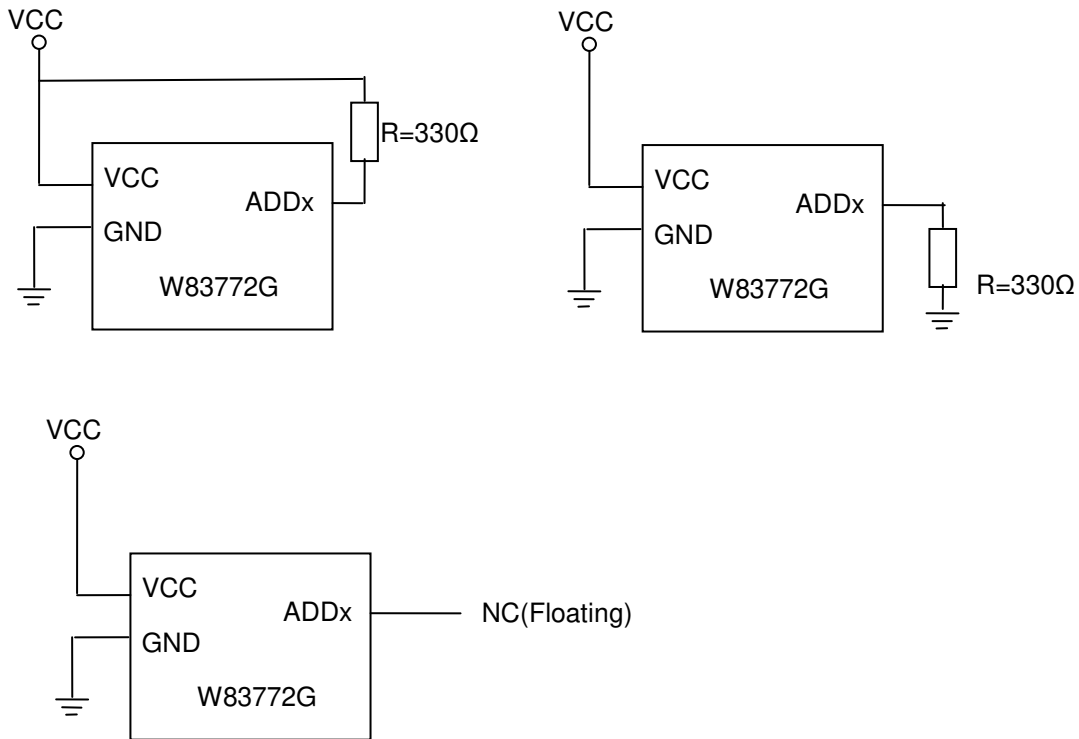 VCC
R=330Ω
VCC
ADDx
GND
W83772G
VCC
VCC
ADDx
GND
W83772G
R=330Ω
VCC
VCC
ADDx
NC(Floating)
GND
W83772G